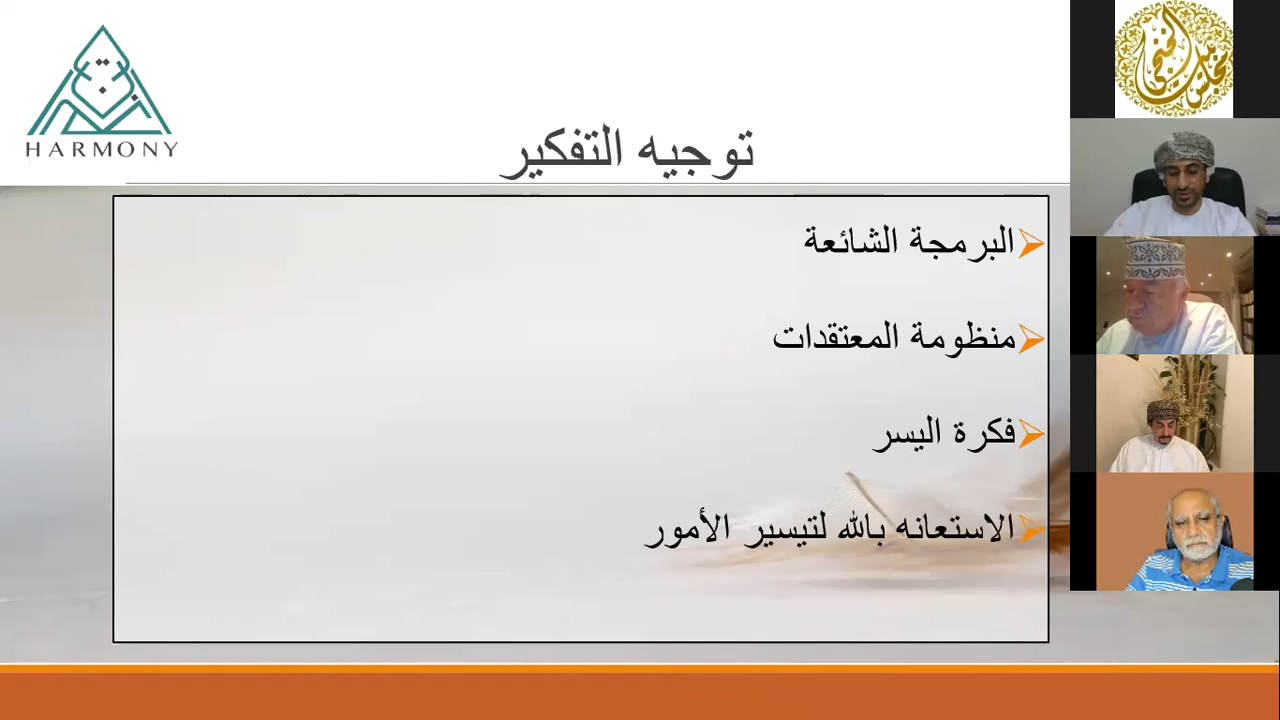 HARMONY
توجيه التفكير
البرمجة الشائعة
منظومة المعتقدات
فكرة اليسر
الاستعانه بالله لتيسير الأمور